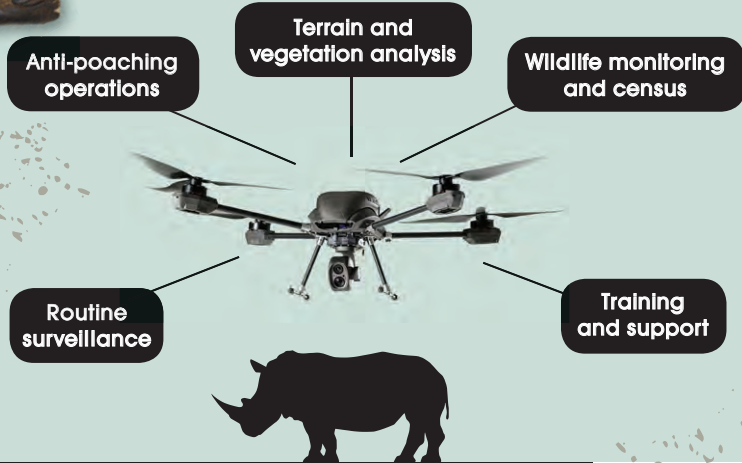 Terrain and
vegetation analysis
Anti-poaching
operations
Wildlife monitoring
and census
Routine
surveillance
Training
and support